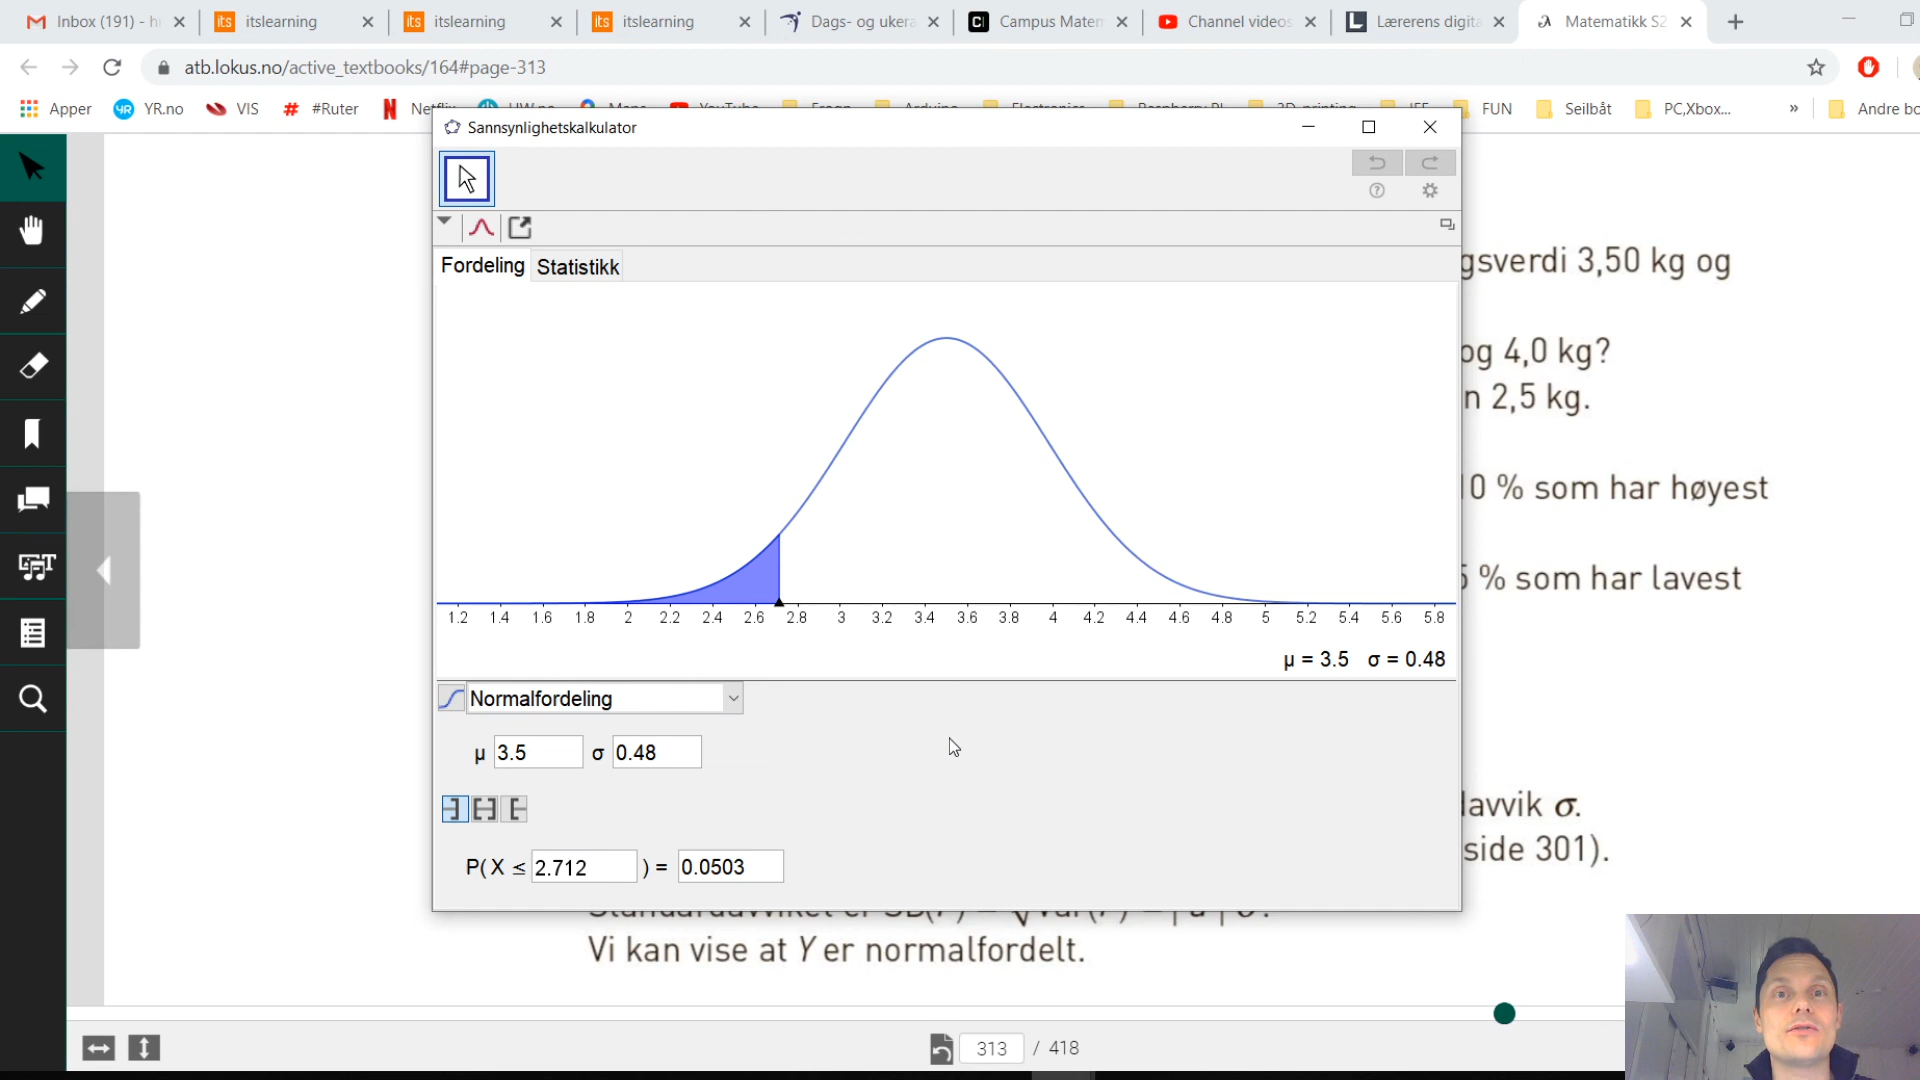 Inbox (191) - h
itslearning
itslearning
itslearning
Dags- og ukera
Campus Matem
Channel videos
Lærerens digita
Matematikk S2
atb.lokus.no/active_textbooks/164#page-313
Apper
YR.no
VIS
#Ruter
FUN
Seilbåt
PC,Xbox...
»
Andre bo
Sannsynlighetskalkulator
Fordeling
Statistikk
1.2 1.4 1.6 1.8 2 2.2 2.4 2.6 2.8 3 3.2 3.4 3.6 3.8 4 4.2 4.4 4.6 4.8 5 5.2 5.4 5.6 5.8
μ = 3.5 σ = 0.48
Normalfordeling
μ 3.5 σ 0.48
P( X ≤ 2.712 ) = 0.0503
gsverdi 3,50 kg og
og 4,0 kg?
n 2,5 kg.
10 % som har høyest
5 % som har lavest
davvik σ.
side 301).
Vi kan vise at Y er normalfordelt.
313 / 418